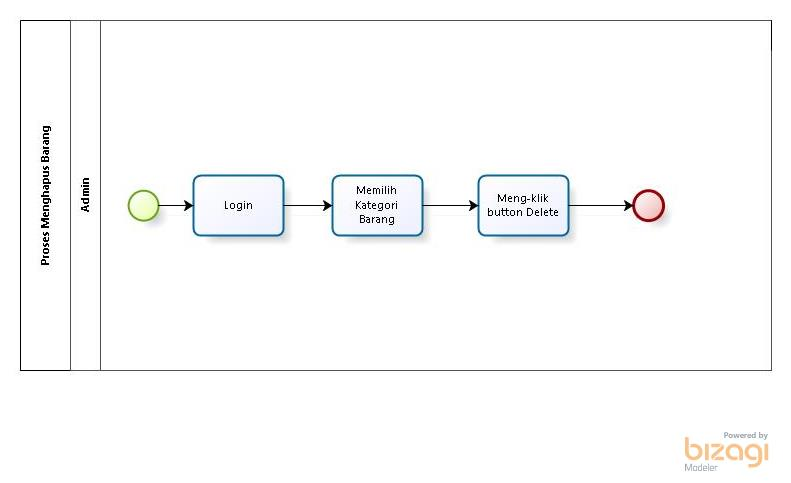 Proses Menghapus Barang
Admin
Login
Memilih
Kategori
Barang
Meng-klik
button Delete
Powered by
bizagi
Modeler